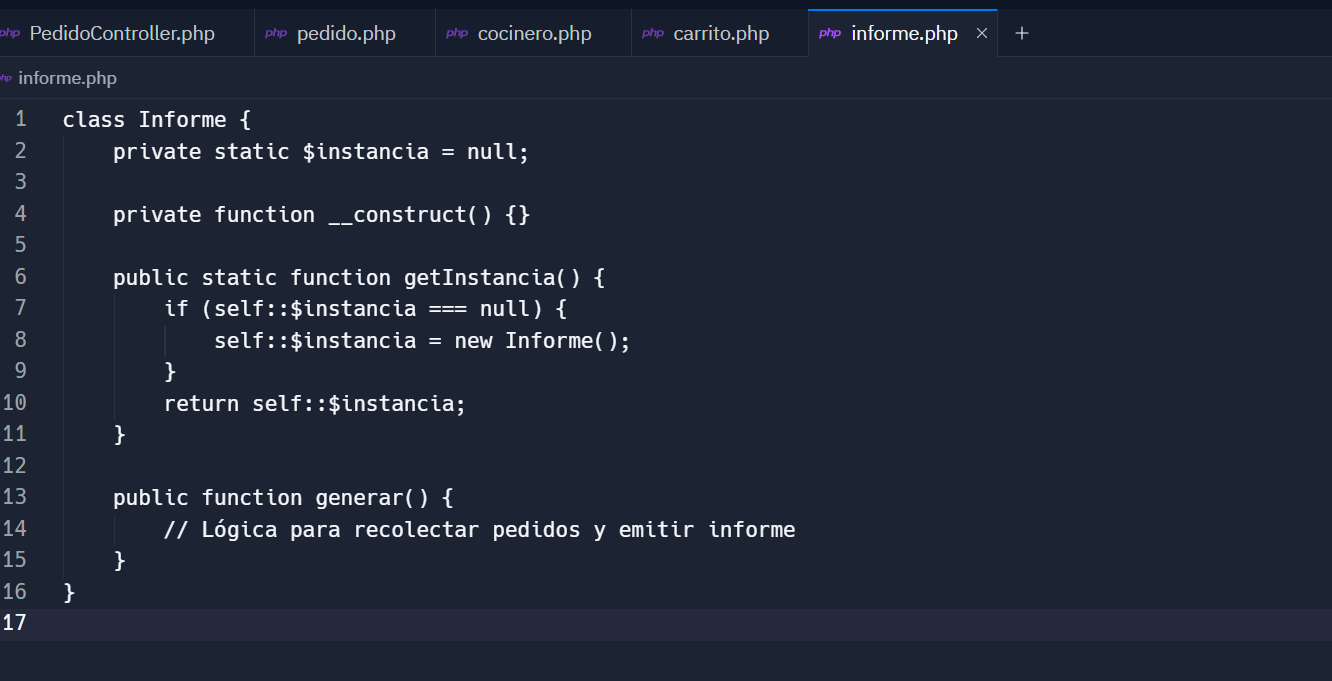 php PedidoController.php php pedido.php php cocinero.php php carrito.php php informe.php × +
informe.php
1 class Informe {
2     private static $instancia = null;
3
4     private function __construct() {}
5
6     public static function getInstancia() {
7         if (self::$instancia === null) {
8             self::$instancia = new Informe();
9         }
10         return self::$instancia;
11     }
12
13     public function generar() {
14         // Lógica para recolectar pedidos y emitir informe
15     }
16 }
17